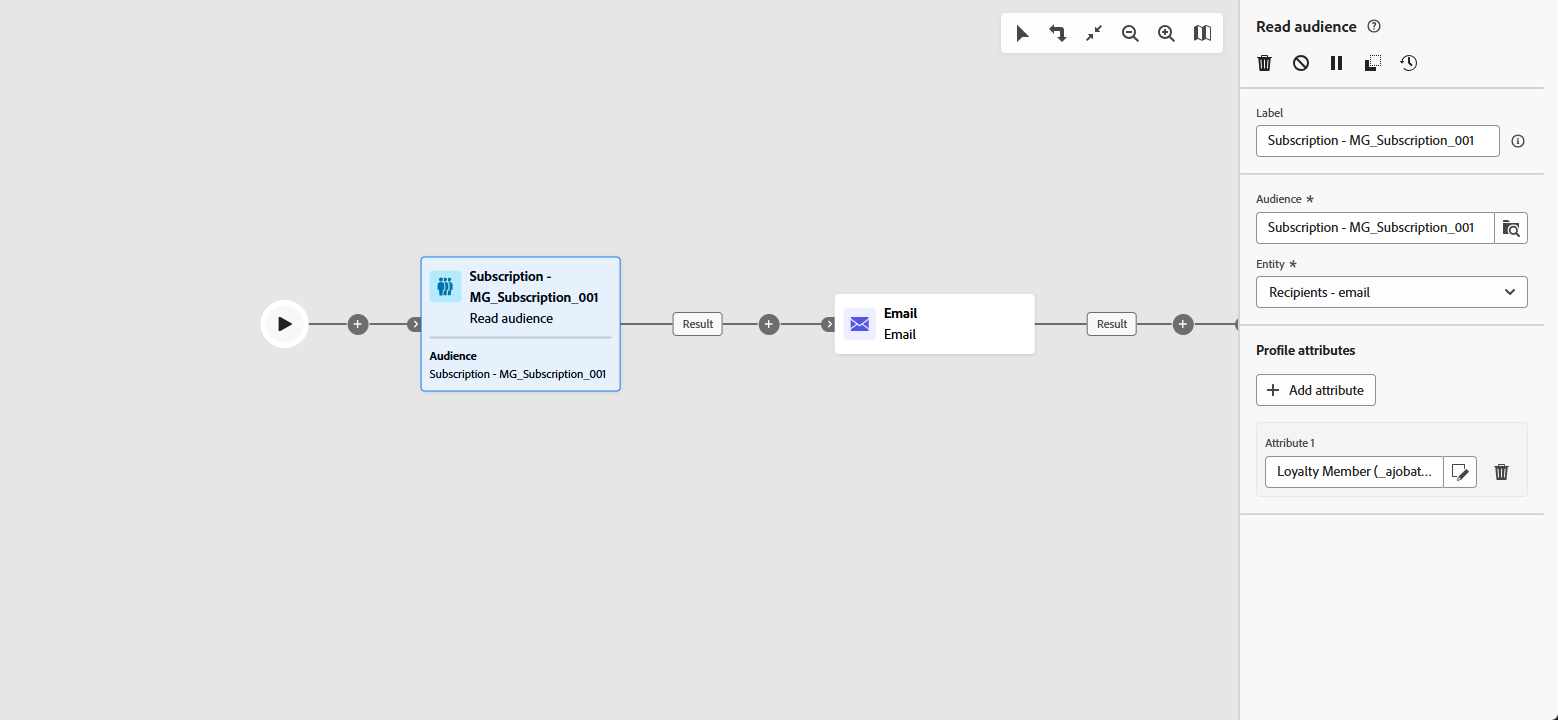 Read audience
Label
Subscription - MG_Subscription_001
Audience *
Subscription - MG_Subscription_001
Entity *
Recipients - email
Profile attributes
Add attribute
Attribute 1
Loyalty Member (_ajobat...
Subscription -
MG_Subscription_001
Read audience
Audience
Subscription - MG_Subscription_001
Result
Email
Email
Result